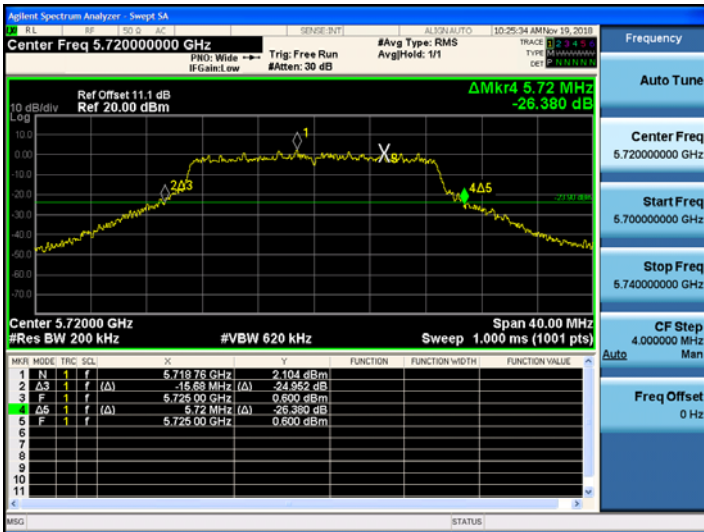 Agilent Spectrum Analyzer - Swept SA
RL RF 50 Ω AC SENSE:INT ALIGNAUTO 10:25:34 AM Nov 19, 2018
Center Freq 5.720000000 GHz
PNO: Wide
IFGain:Low
Trig: Free Run
#Atten: 30 dB
#Avg Type: RMS
Avg|Hold: 1/1
TRACE 1 2 3 4 5 6
TYPE M
DET P N N N N N
ΔMkr4 5.72 MHz
-26.380 dB
Ref Offset 11.1 dB
10 dB/div Ref 20.00 dBm
Log
10.0
0.00
-10.0
-20.0
-30.0
-40.0
-50.0
-60.0
-70.0
1
2Δ3
4Δ5
Center 5.72000 GHz Span 40.00 MHz
#Res BW 200 kHz #VBW 620 kHz Sweep 1.000 ms (1001 pts)
MKR MODE TRC SCL X Y FUNCTION FUNCTION WIDTH FUNCTION VALUE
1 N 1 f 5.718 76 GHz 2.104 dBm
2 Δ3 1 f (Δ) -15.68 MHz (Δ) -24.952 dB
3 F 1 f 5.725 00 GHz 0.600 dBm
4 Δ5 1 f (Δ) 5.72 MHz (Δ) -26.380 dB
5 F 1 f 5.725 00 GHz 0.600 dBm
6
7
8
9
10
11
MSG STATUS
Frequency
Auto Tune
Center Freq
5.720000000 GHz
Start Freq
5.700000000 GHz
Stop Freq
5.740000000 GHz
CF Step
4.000000 MHz
Auto Man
Freq Offset
0 Hz